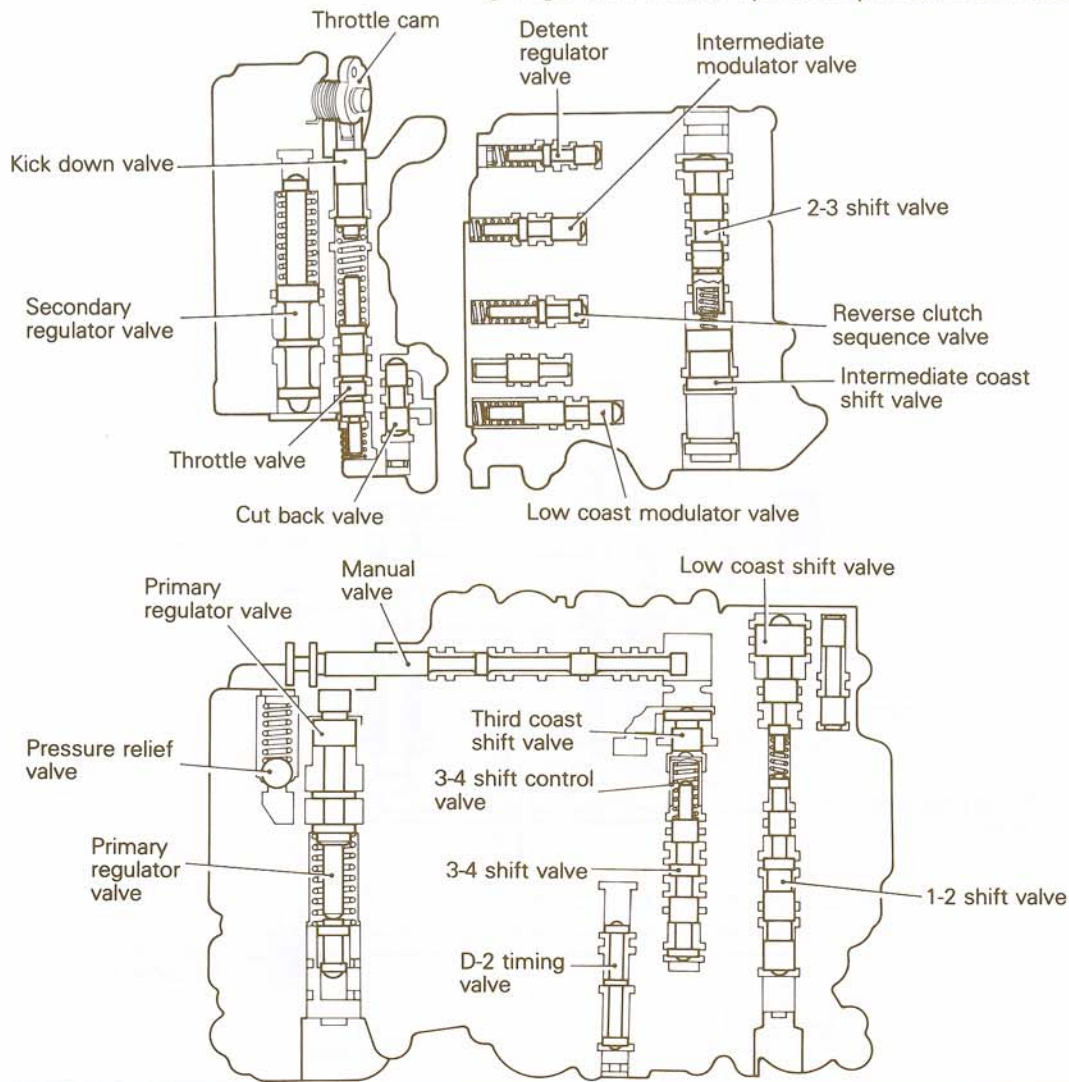 Throttle cam
Detent
regulator
valve
Intermediate
modulator valve
Kick down valve
2-3 shift valve
Secondary
regulator valve
Reverse clutch
sequence valve
Intermediate coast
shift valve
Throttle valve
Cut back valve
Low coast modulator valve
Primary
regulator valve
Manual
valve
Low coast shift valve
Pressure relief
valve
Third coast
shift valve
3-4 shift control
valve
Primary
regulator
valve
3-4 shift valve
1-2 shift valve
D-2 timing
valve